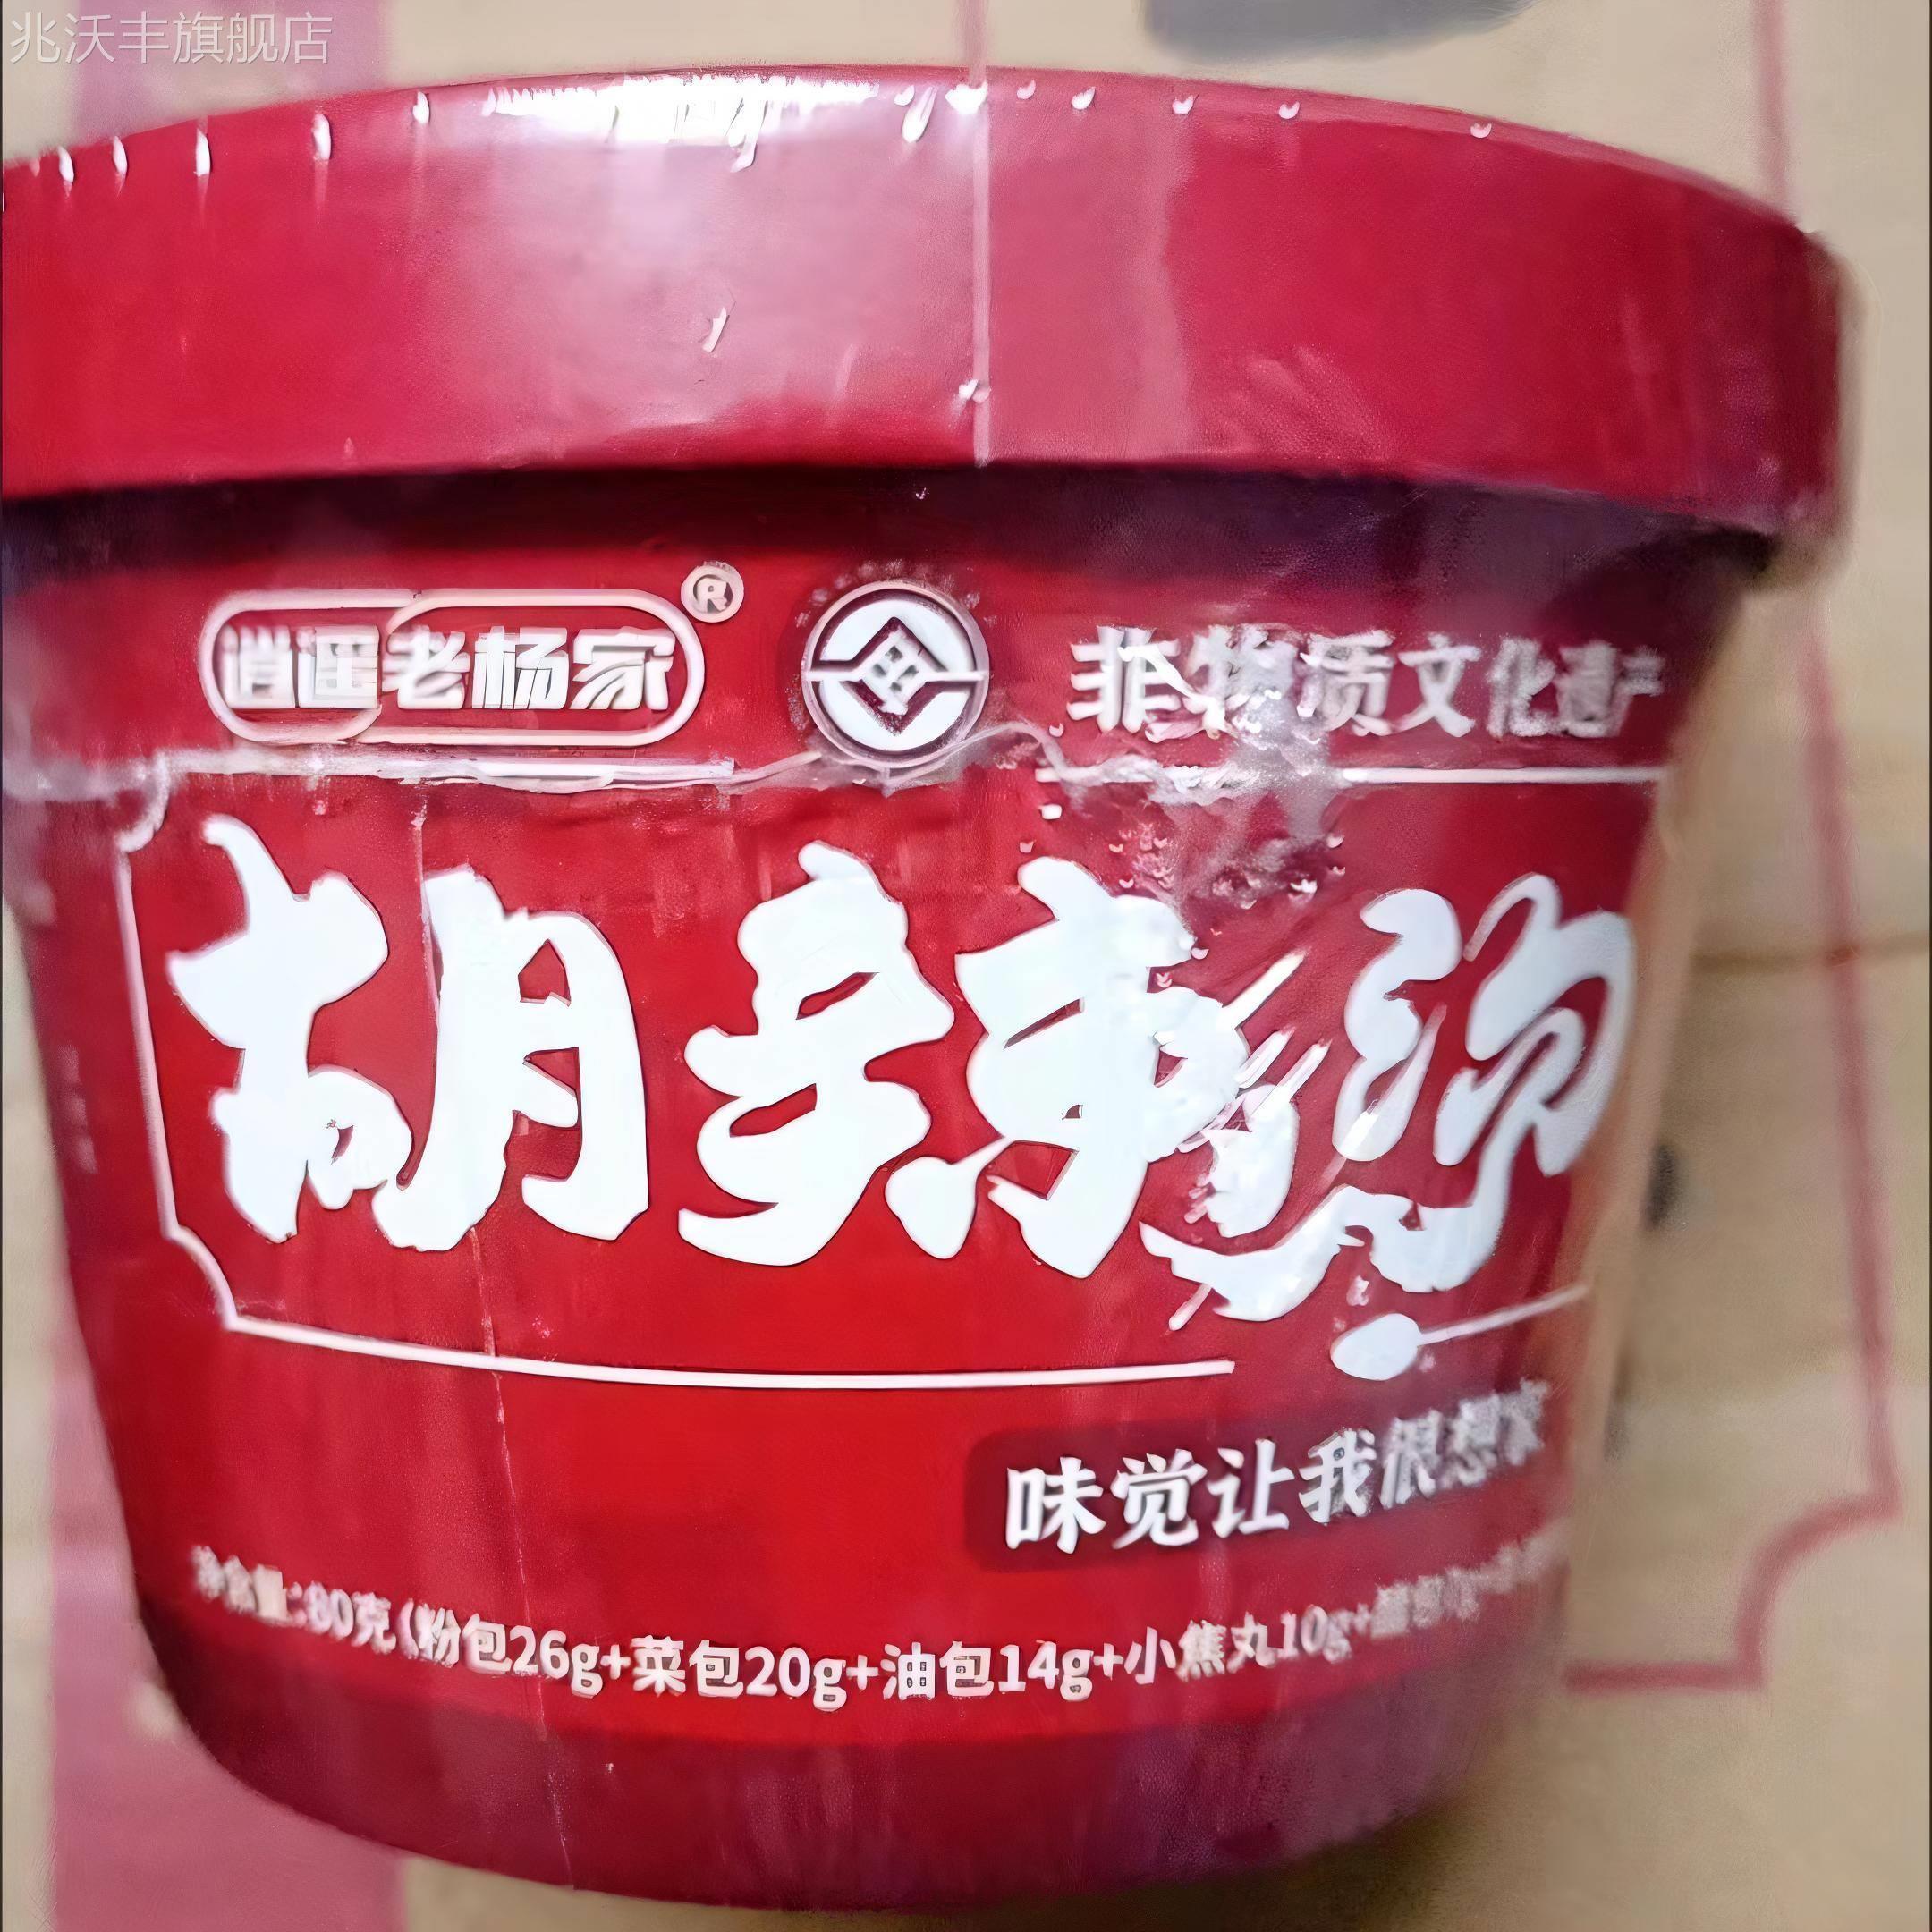 兆沃丰旗舰店
逍遥老杨家®
非物质文化遗产
胡辣汤
味觉让我很想家
净含量:80克(粉包26g+菜包20g+油包14g+小焦丸10g+